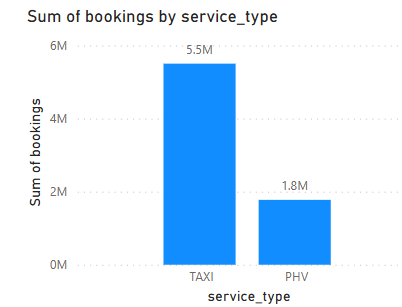 Sum of bookings by service_type
6M
5.5M
4M
Sum of bookings
2M
1.8M
0M
TAXI PHV
service_type